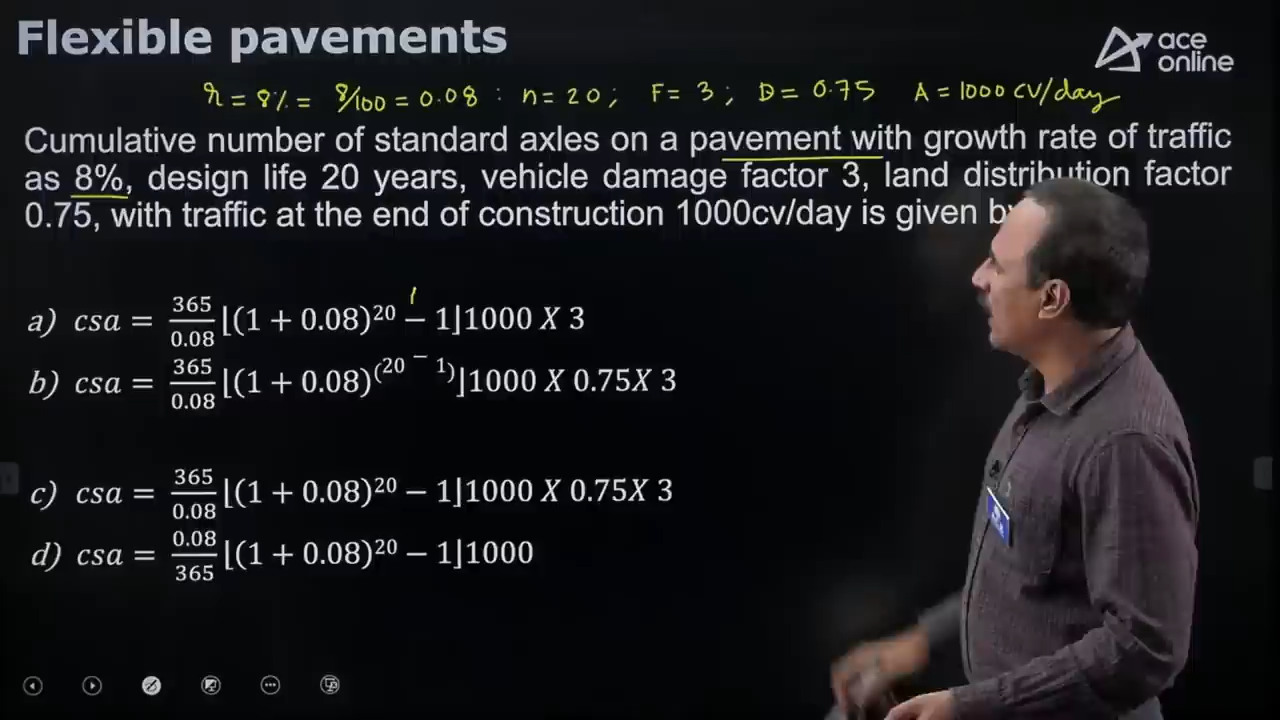 Flexible pavements
ace
online
r = 8% = 8/100 = 0.08 : n = 20 ; F = 3 ; D = 0.75 A = 1000 CV/day
Cumulative number of standard axles on a pavement with growth rate of traffic
as 8%, design life 20 years, vehicle damage factor 3, land distribution factor
0.75, with traffic at the end of construction 1000cv/day is given by
a) csa = 365/0.08 ⌊(1 + 0.08)^20 − 1⌋1000 X 3
b) csa = 365/0.08 ⌊(1 + 0.08)^(20 − 1)⌋1000 X 0.75X 3
c) csa = 365/0.08 ⌊(1 + 0.08)^20 − 1⌋1000 X 0.75X 3
d) csa = 0.08/365 ⌊(1 + 0.08)^20 − 1⌋1000